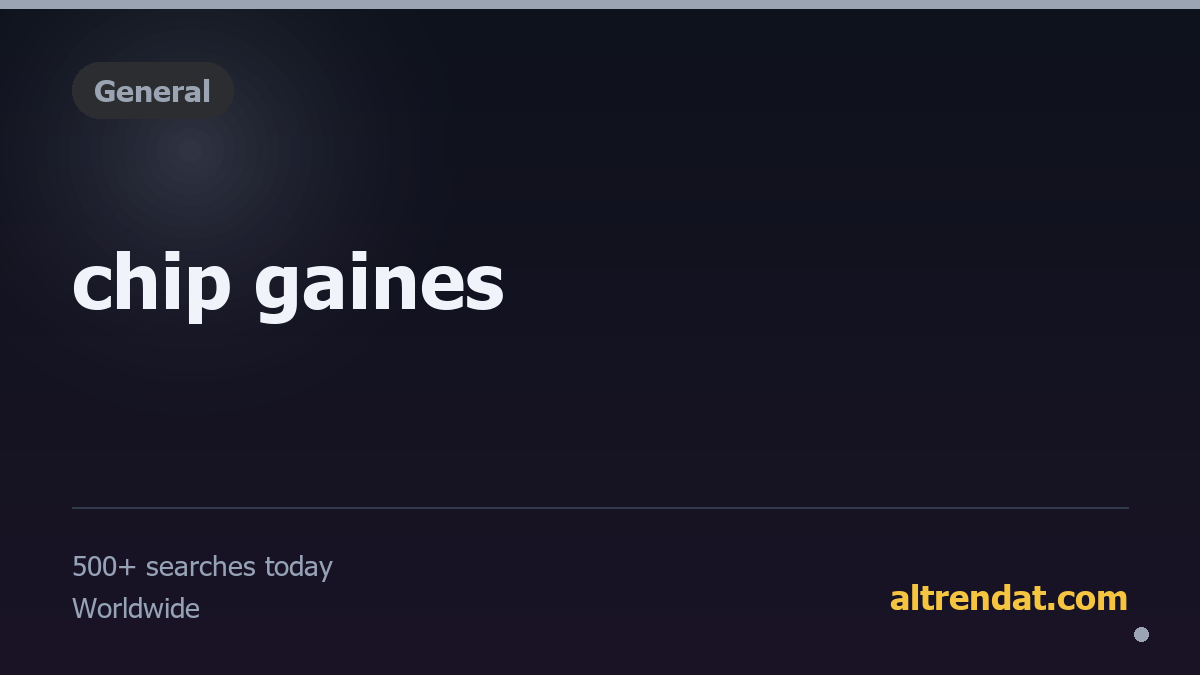 General
chip gaines
500+ searches today
Worldwide
altrendat.com